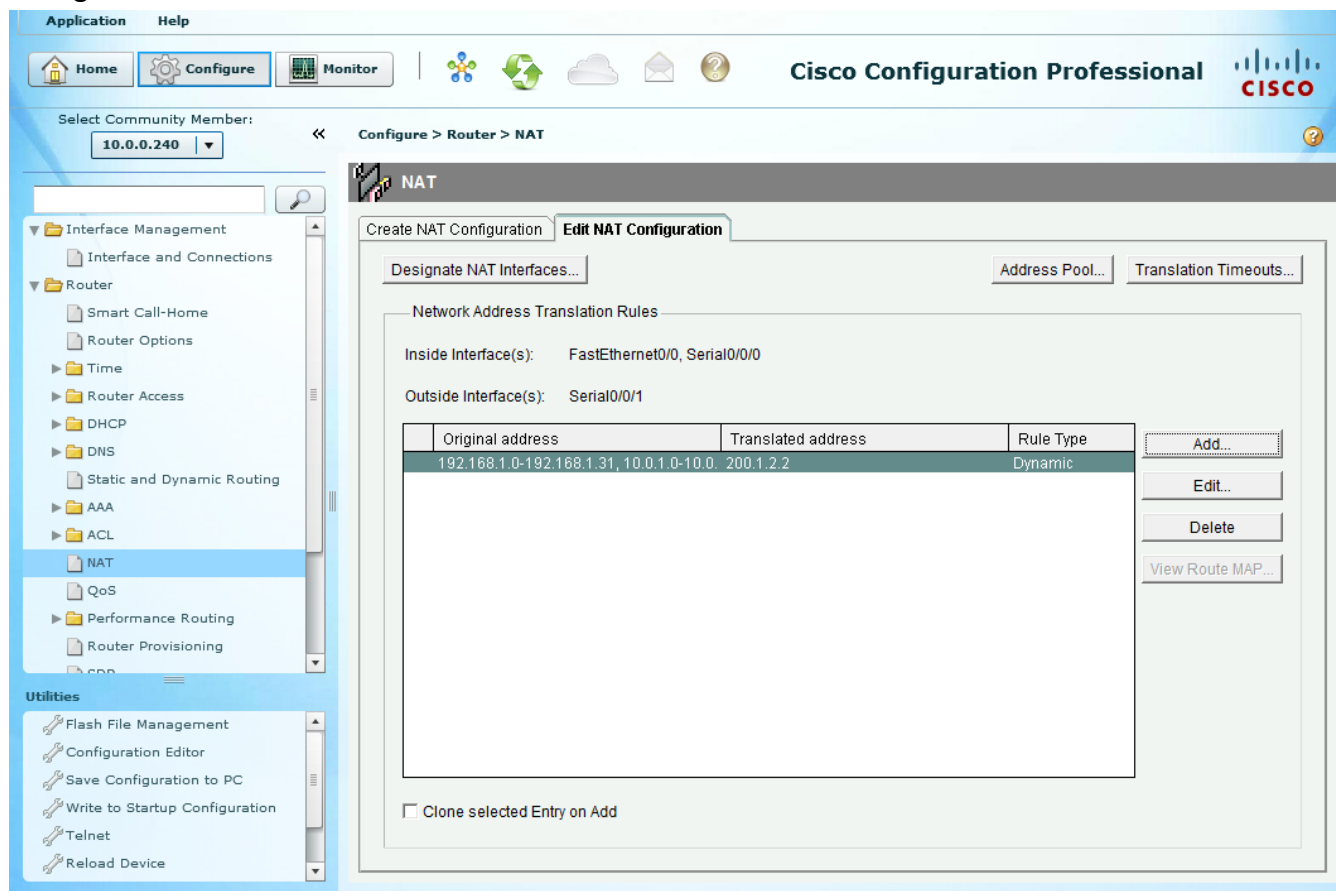 Application Help
Home Configure Monitor Cisco Configuration Professional CISCO
Select Community Member:
10.0.0.240
« Configure > Router > NAT
NAT
Interface Management
Interface and Connections
Router
Smart Call-Home
Router Options
Time
Router Access
DHCP
DNS
Static and Dynamic Routing
AAA
ACL
NAT
QoS
Performance Routing
Router Provisioning
Utilities
Flash File Management
Configuration Editor
Save Configuration to PC
Write to Startup Configuration
Telnet
Reload Device
Create NAT Configuration Edit NAT Configuration
Designate NAT Interfaces... Address Pool... Translation Timeouts...
Network Address Translation Rules
Inside Interface(s): FastEthernet0/0, Serial0/0/0
Outside Interface(s): Serial0/0/1
Original address Translated address Rule Type
192.168.1.0-192.168.1.31, 10.0.1.0-10.0. 200.1.2.2 Dynamic
Add...
Edit...
Delete
View Route MAP...
Clone selected Entry on Add